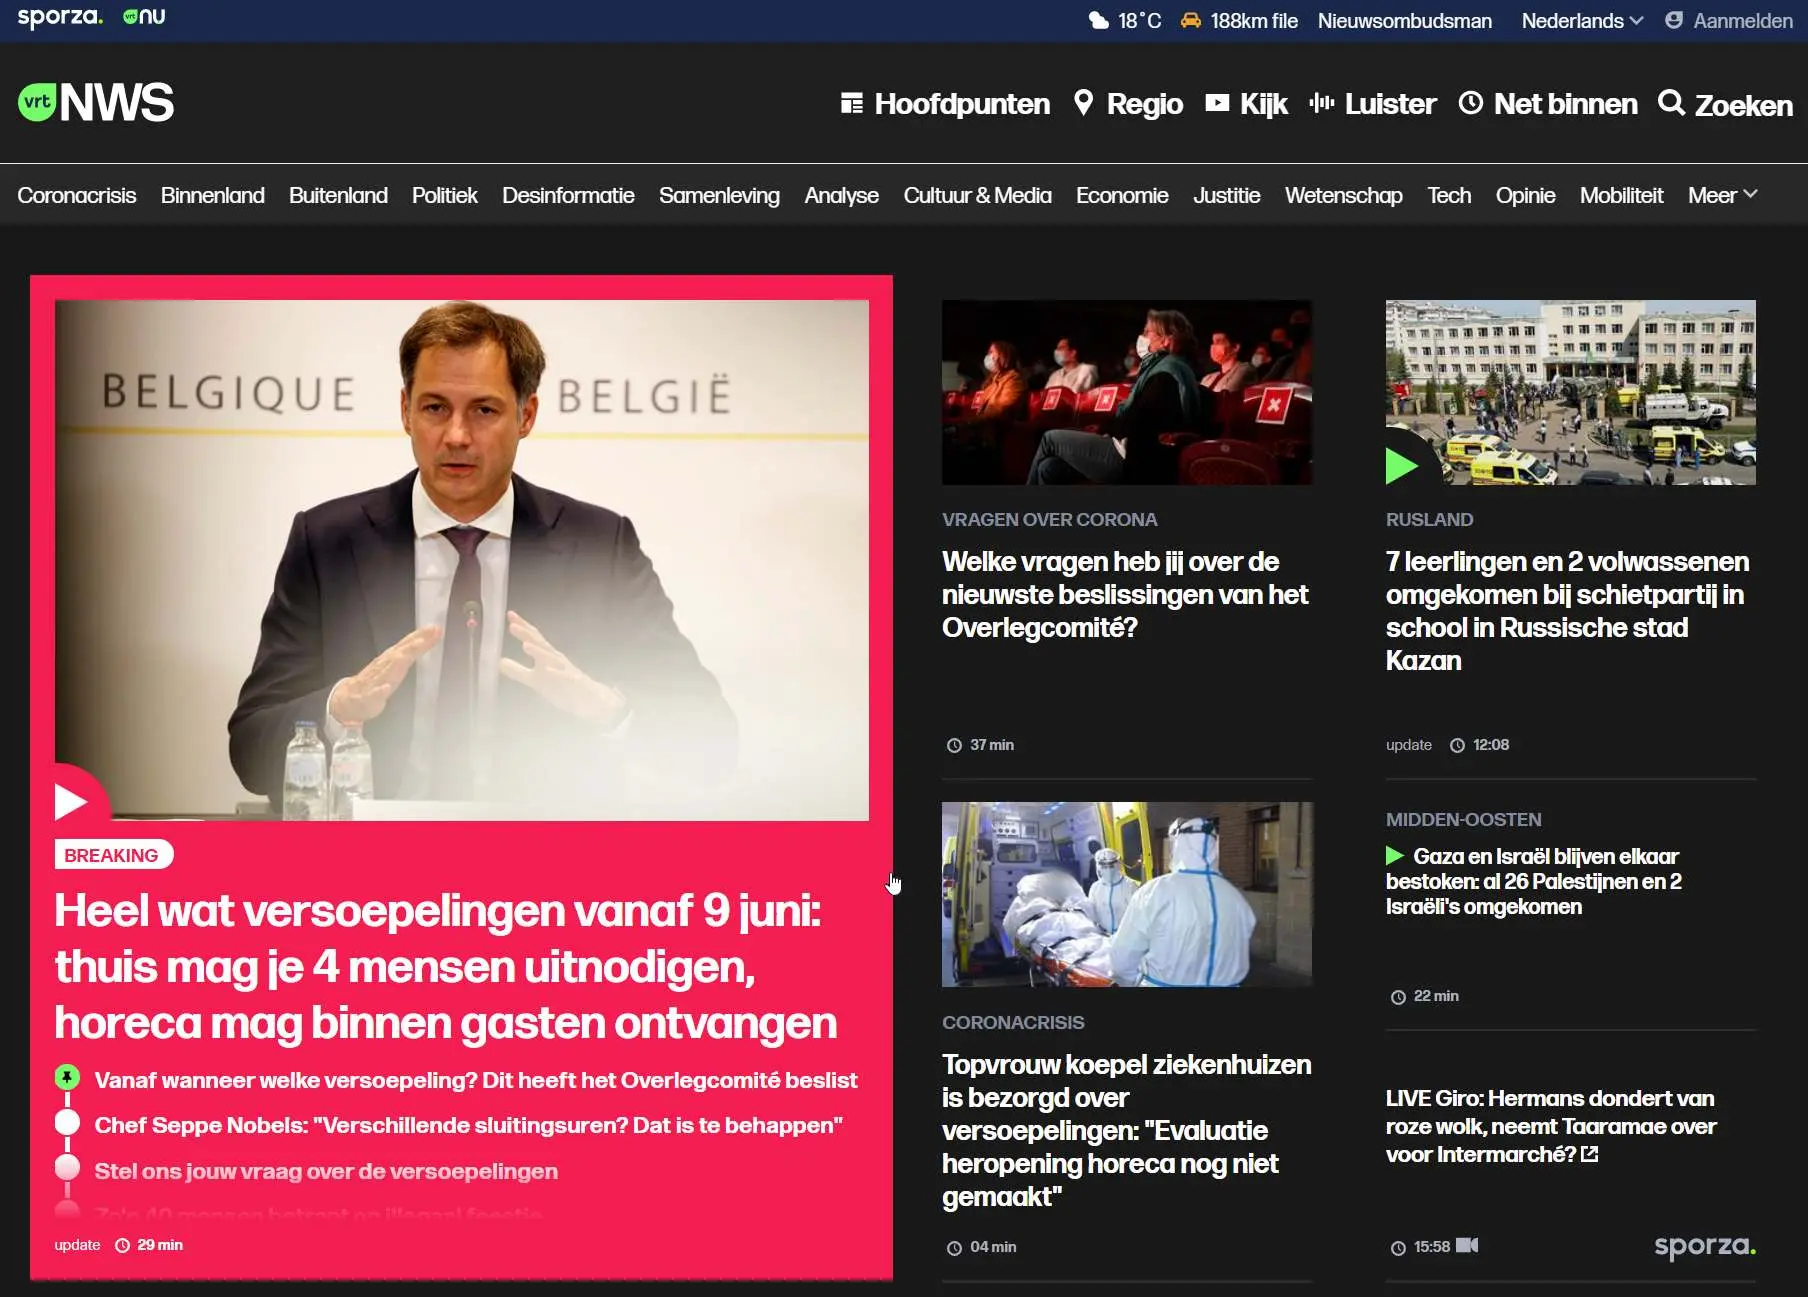 sporza. vrt NU
18°C 188km file Nieuwsombudsman Nederlands Aanmelden
vrt NWS
Hoofdpunten Regio Kijk Luister Net binnen Zoeken
Coronacrisis Binnenland Buitenland Politiek Desinformatie Samenleving Analyse Cultuur & Media Economie Justitie Wetenschap Tech Opinie Mobiliteit Meer
BELGIQUE BELGIË
BREAKING
Heel wat versoepelingen vanaf 9 juni:
thuis mag je 4 mensen uitnodigen,
horeca mag binnen gasten ontvangen
Vanaf wanneer welke versoepeling? Dit heeft het Overlegcomité beslist
Chef Seppe Nobels: "Verschillende sluitingsuren? Dat is te behappen"
Stel ons jouw vraag over de versoepelingen
Zo'n 40 mensen betrapt op illegaal feestje
update 29 min
VRAGEN OVER CORONA
Welke vragen heb jij over de
nieuwste beslissingen van het
Overlegcomité?
37 min
CORONACRISIS
Topvrouw koepel ziekenhuizen
is bezorgd over
versoepelingen: "Evaluatie
heropening horeca nog niet
gemaakt"
04 min
RUSLAND
7 leerlingen en 2 volwassenen
omgekomen bij schietpartij in
school in Russische stad
Kazan
update 12:08
MIDDEN-OOSTEN
Gaza en Israël blijven elkaar
bestoken: al 26 Palestijnen en 2
Israëli's omgekomen
22 min
LIVE Giro: Hermans dondert van
roze wolk, neemt Taaramae over
voor Intermarché?
15:58 sporza.